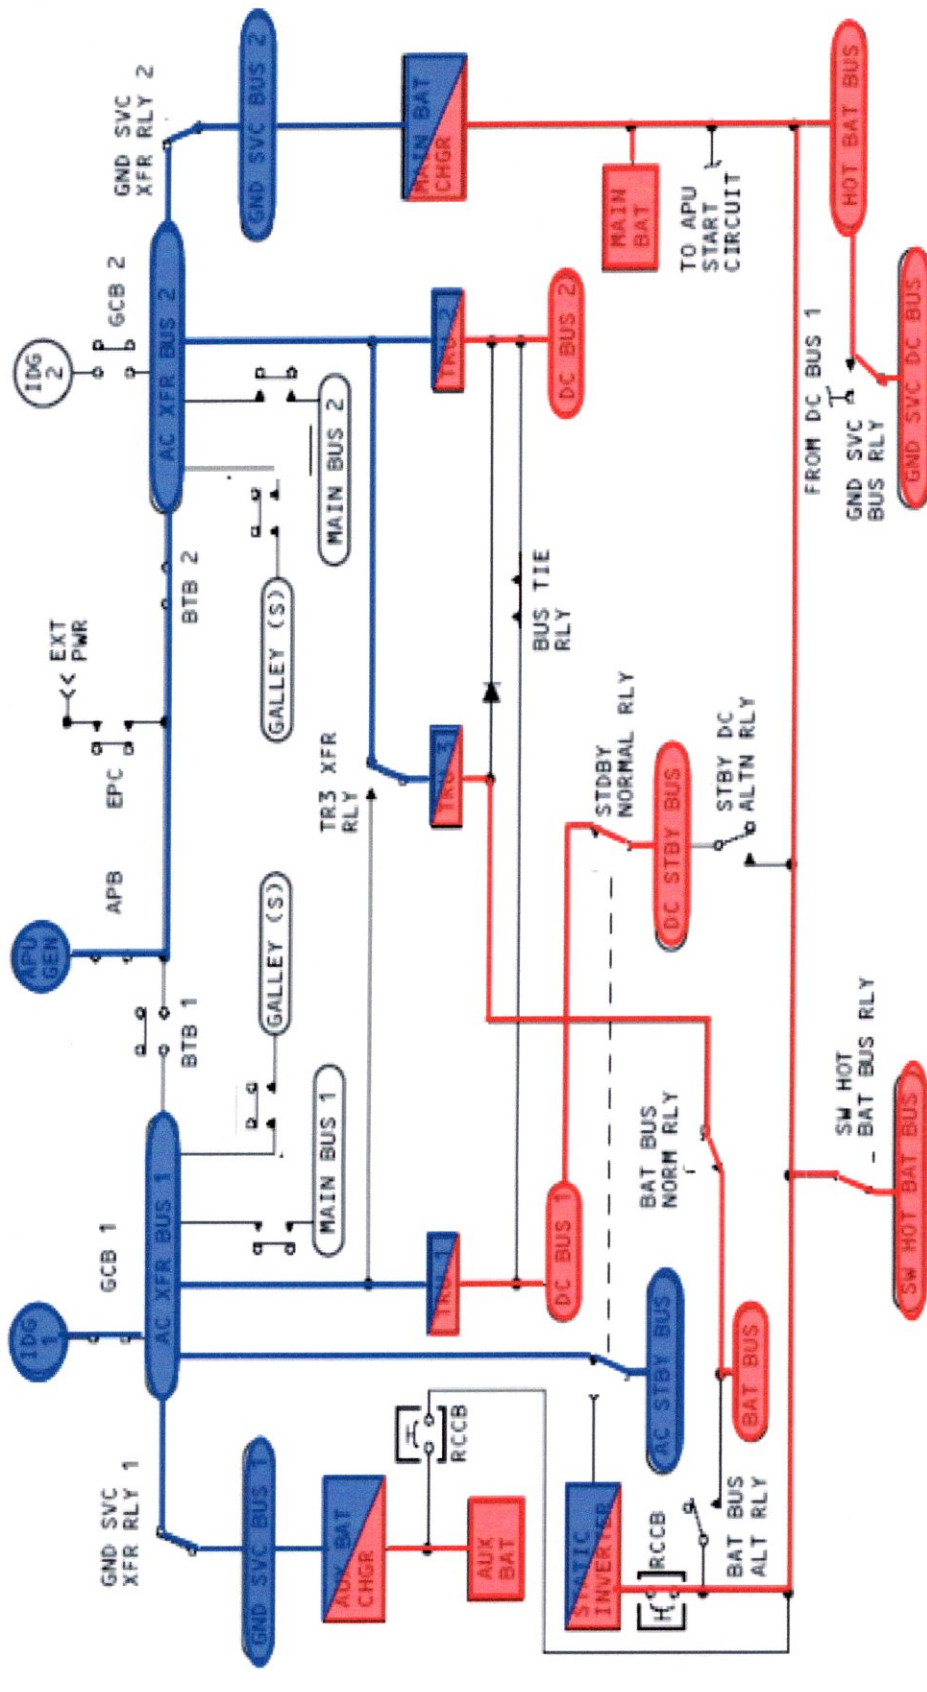 GND SVC
XFR RLY 1
IDG
1
GCB 1
AC XFR BUS 1
GND SVC BUS 1
AUX BAT
CHGR
AUX
BAT
RCCB
MAIN BUS 1
GALLEY (S)
BTB 1
APU
GEN
APB
EPC
<< EXT
PWR
BTB 2
IDG
2
GCB 2
AC XFR BUS 2
GND SVC
XFR RLY 2
GND SVC BUS 2
GALLEY (S)
MAIN BUS 2
MAIN BAT
CHGR
TR3 XFR
RLY
TRU 1
TRU 3
TRU 2
DC BUS 1
DC BUS 2
BUS TIE
RLY
MAIN
BAT
TO APU
START
CIRCUIT
STATIC
INVERTER
RCCB
AC STBY BUS
BAT BUS
BAT BUS
ALT RLY
BAT BUS
NORM RLY
STDBY
NORMAL RLY
DC STBY BUS
STBY DC
ALTN RLY
FROM DC BUS 1
GND SVC
BUS RLY
HOT BAT BUS
GND SVC DC BUS
SW HOT
BAT BUS RLY
SW HOT BAT BUS